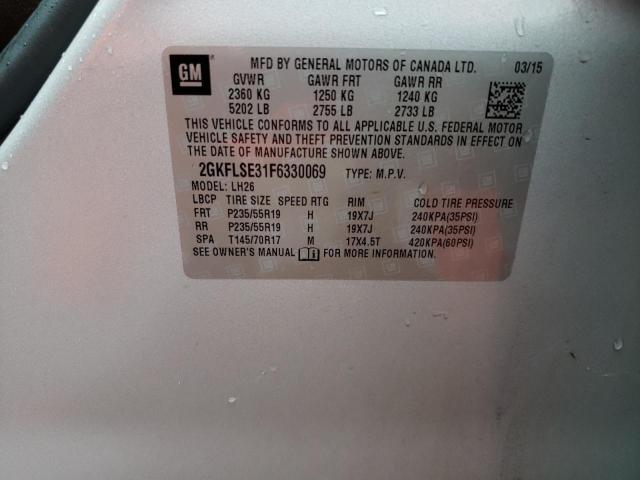 GM
MFD BY GENERAL MOTORS OF CANADA LTD. 03/15
GVWR GAWR FRT GAWR RR
2360 KG 1250 KG 1240 KG
5202 LB 2755 LB 2733 LB
THIS VEHICLE CONFORMS TO ALL APPLICABLE U.S. FEDERAL MOTOR
VEHICLE SAFETY AND THEFT PREVENTION STANDARDS IN EFFECT ON
THE DATE OF MANUFACTURE SHOWN ABOVE.
2GKFLSE31F6330069 TYPE: M.P.V.
MODEL: LH26
LBCP TIRE SIZE SPEED RTG RIM COLD TIRE PRESSURE
FRT P235/55R19 H 19X7J 240KPA(35PSI)
RR P235/55R19 H 19X7J 240KPA(35PSI)
SPA T145/70R17 M 17X4.5T 420KPA(60PSI)
SEE OWNER'S MANUAL FOR MORE INFORMATION.